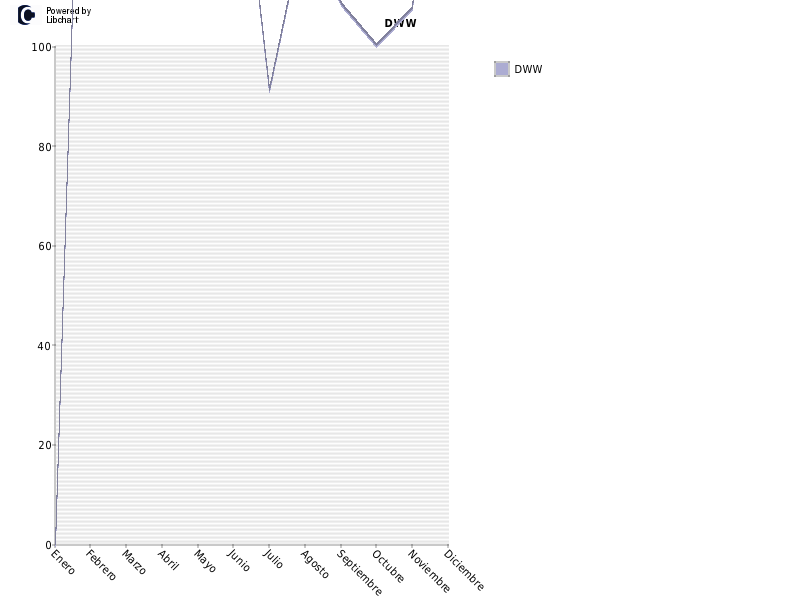 Powered by
Libchart
DWW
DWW
100
80
60
40
20
0
Enero
Febrero
Marzo
Abril
Mayo
Junio
Julio
Agosto
Septiembre
Octubre
Noviembre
Diciembre